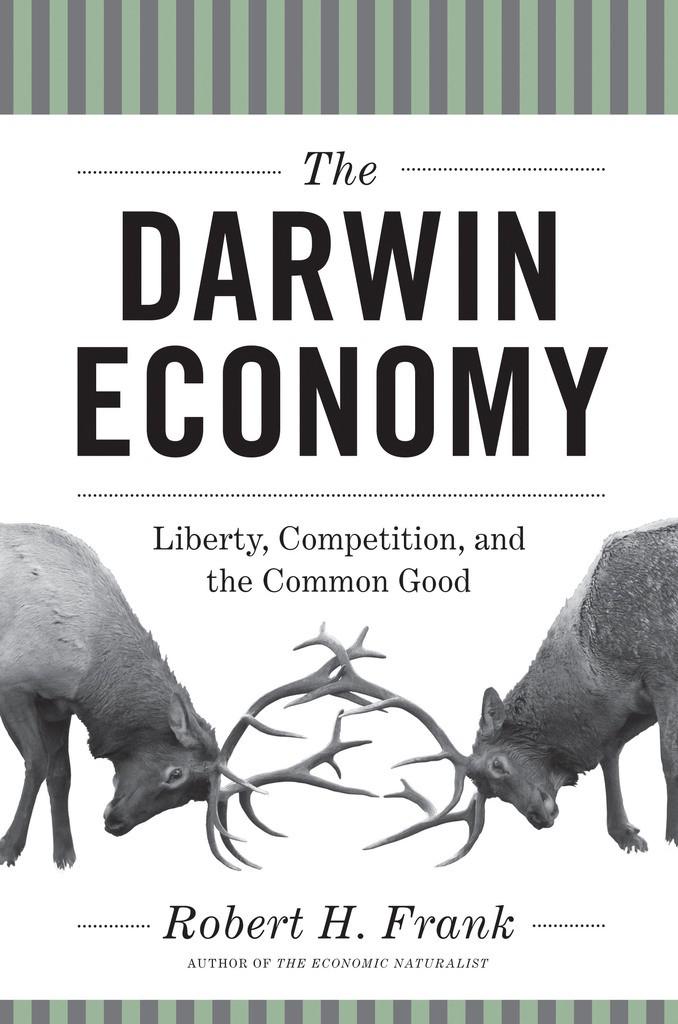 The
DARWIN
ECONOMY
Liberty, Competition, and
the Common Good
Robert H. Frank
AUTHOR OF THE ECONOMIC NATURALIST